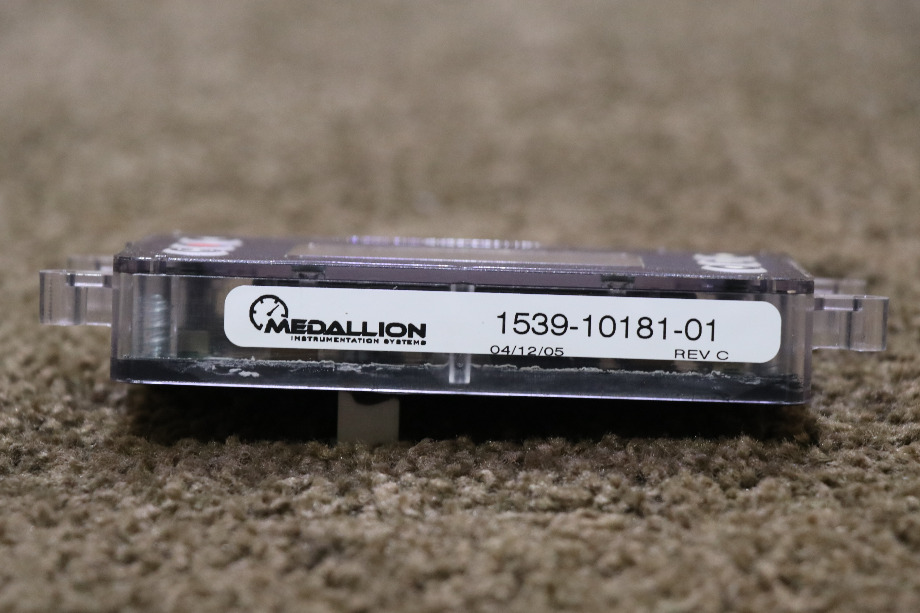 MEDALLION
INSTRUMENTATION SYSTEMS
1539-10181-01
04/12/05
REV C